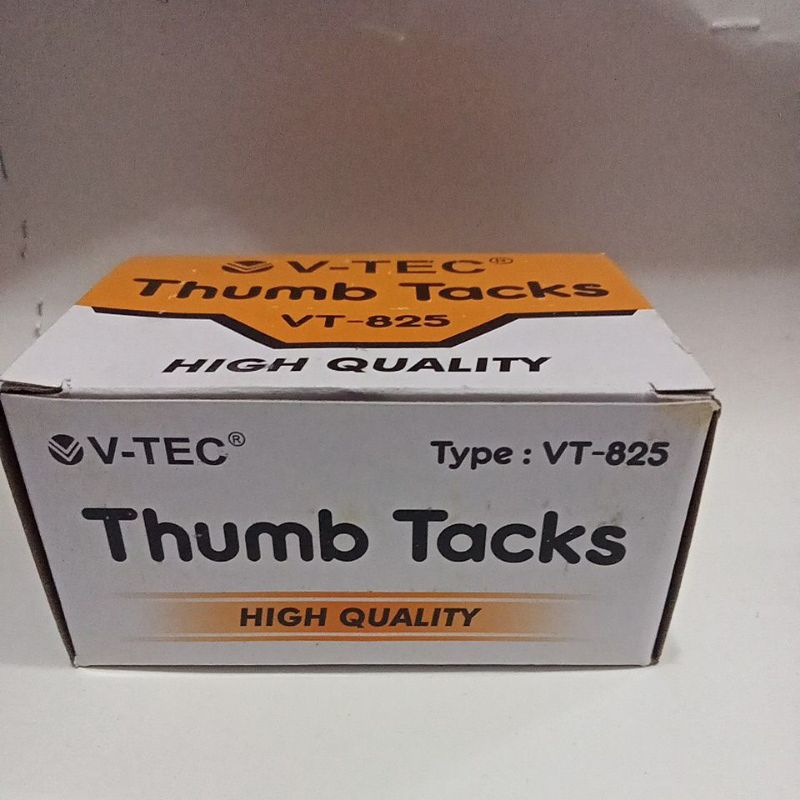 V-TEC®
Thumb Tacks
VT-825
HIGH QUALITY
V-TEC® Type : VT-825
Thumb Tacks
HIGH QUALITY